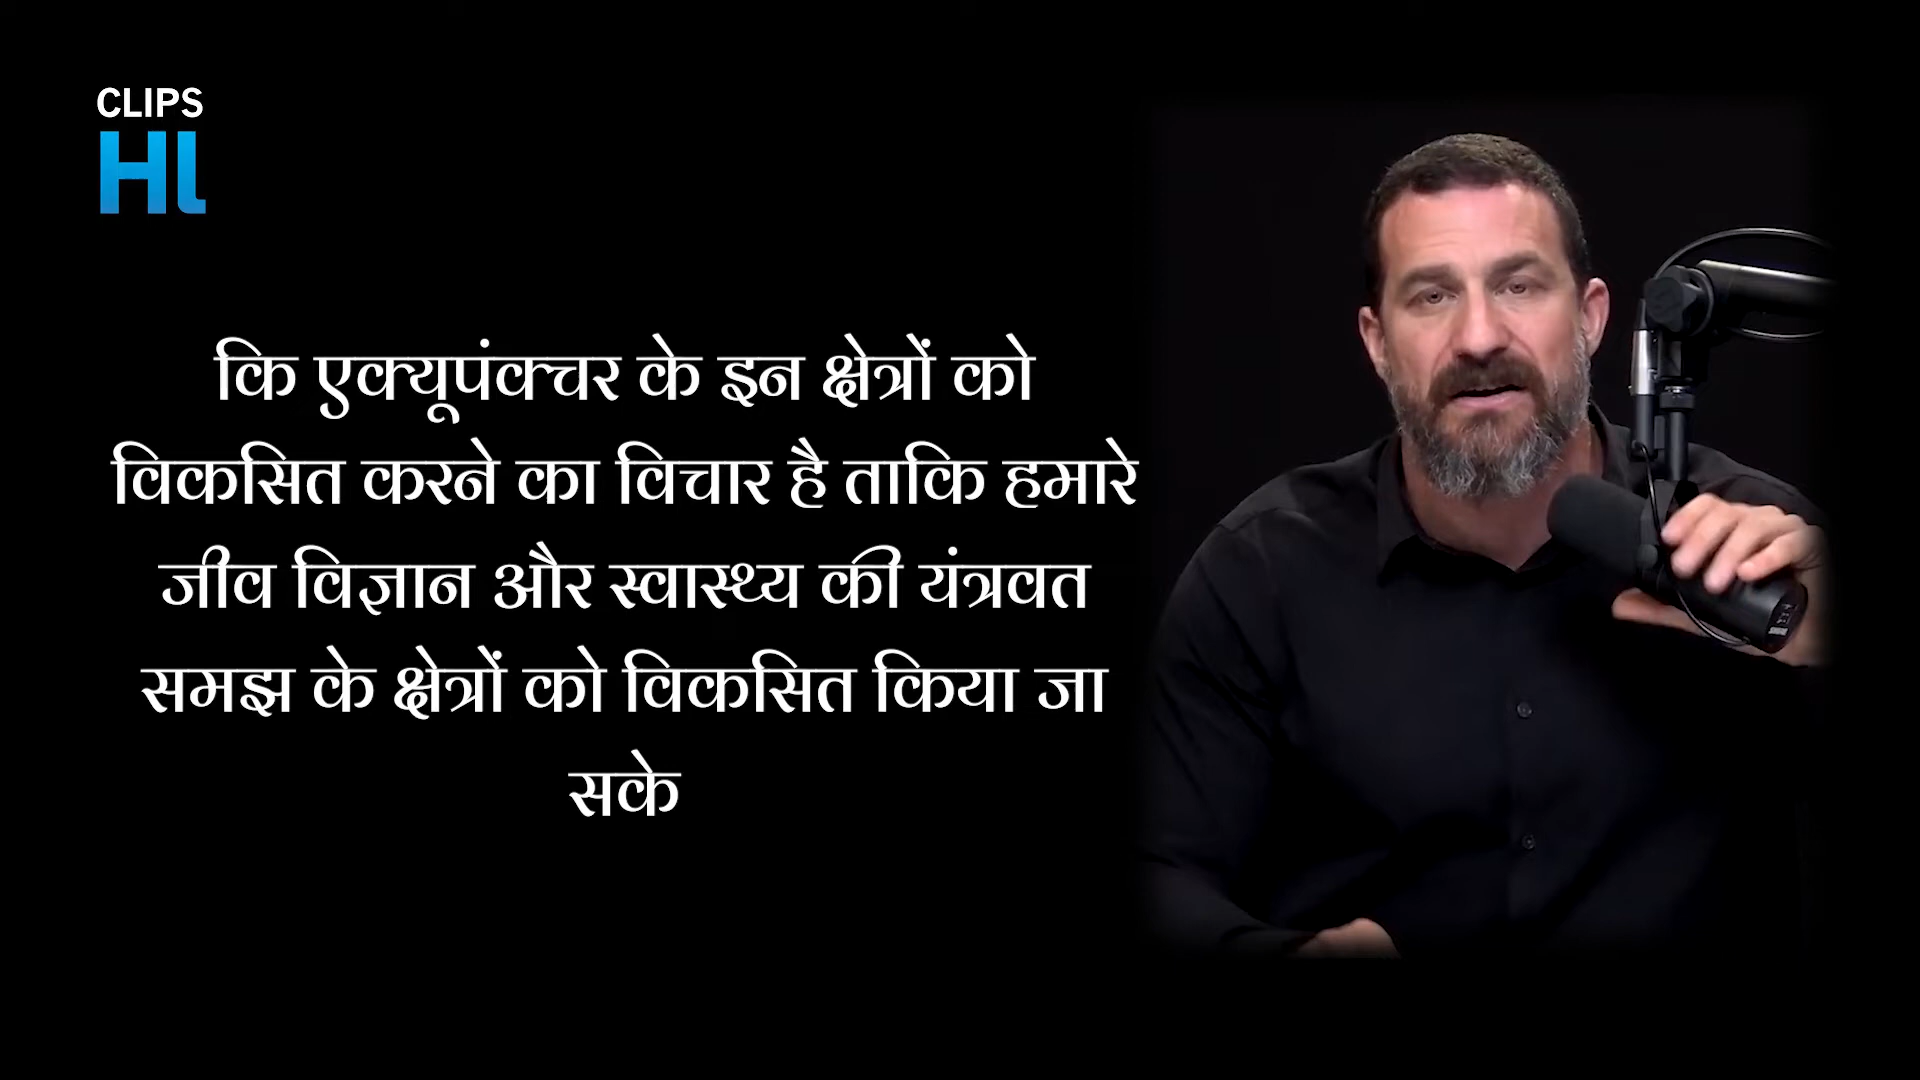 CLIPS
HL
कि एक्यूपंक्चर के इन क्षेत्रों को
विकसित करने का विचार है ताकि हमारे
जीव विज्ञान और स्वास्थ्य की यंत्रवत
समझ के क्षेत्रों को विकसित किया जा
सके